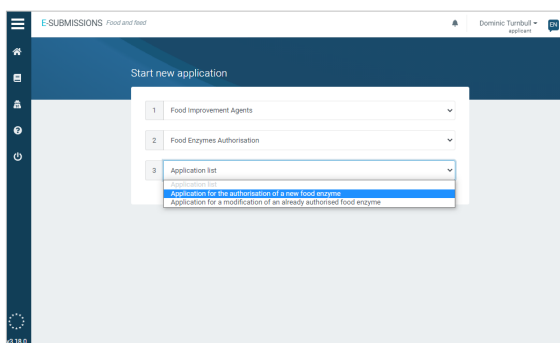 E-SUBMISSIONS Food and feed
Dominic Turnbull
applicant
EN
Start new application
1 Food Improvement Agents
2 Food Enzymes Authorisation
3 Application list
Application list
Application for the authorisation of a new food enzyme
Application for a modification of an already authorised food enzyme
v3.18.0